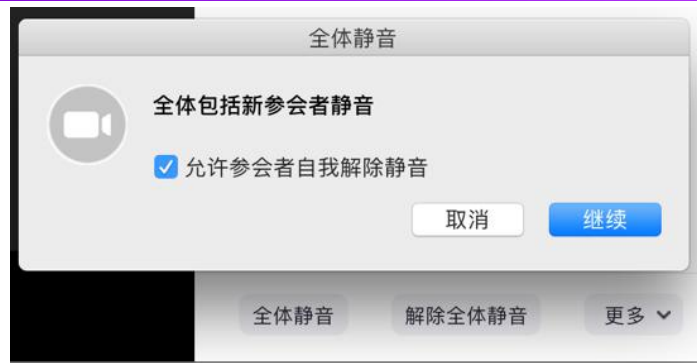 全体静音
全体包括新参会者静音
允许参会者自我解除静音
取消 继续
全体静音 解除全体静音 更多